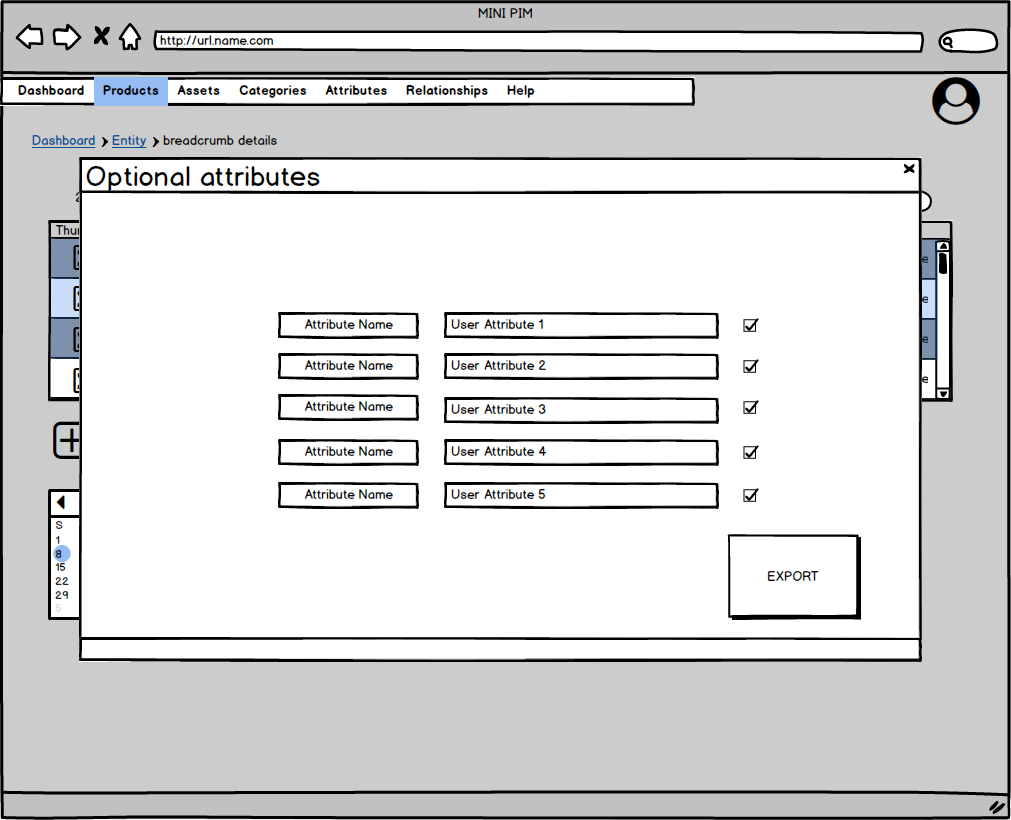 MINI PIM
http://url.name.com
Dashboard Products Assets Categories Attributes Relationships Help
Dashboard Entity breadcrumb details
Optional attributes
Attribute Name User Attribute 1
Attribute Name User Attribute 2
Attribute Name User Attribute 3
Attribute Name User Attribute 4
Attribute Name User Attribute 5
EXPORT
S
1
8
15
22
29
5